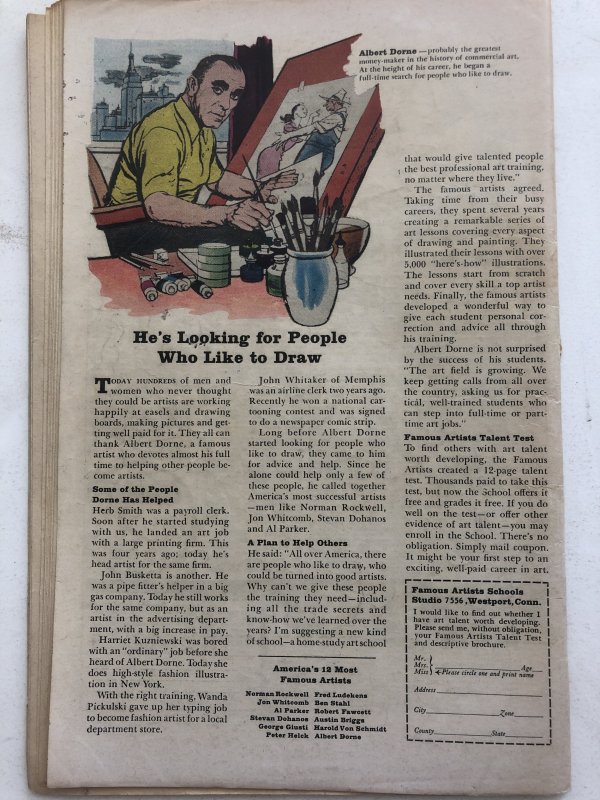 Albert Dorne — probably the greatest
money-maker in the history of commercial art.
At the height of his career, he began a
full-time search for people who like to draw.
He's Looking for People
Who Like to Draw
TODAY HUNDREDS of men and
women who never thought
they could be artists are working
happily at easels and drawing
boards, making pictures and get-
ting well paid for it. They all can
thank Albert Dorne, a famous
artist who devotes almost his full
time to helping other people be-
come artists.
Some of the People
Dorne Has Helped
Herb Smith was a payroll clerk.
Soon after he started studying
with us, he landed an art job
with a large printing firm. This
was four years ago; today he's
head artist for the same firm.
John Busketta is another. He
was a pipe fitter's helper in a big
gas company. Today he still works
for the same company, but as an
artist in the advertising depart-
ment, with a big increase in pay.
Harriet Kuzniewski was bored
with an "ordinary" job before she
heard of Albert Dorne. Today she
does high-style fashion illustra-
tion in New York.
With the right training, Wanda
Pickulski gave up her typing job
to become fashion artist for a local
department store.
John Whitaker of Memphis
was an airline clerk two years ago.
Recently he won a national car-
tooning contest and was signed
to do a newspaper comic strip.
Long before Albert Dorne
started looking for people who
like to draw, they came to him
for advice and help. Since he
alone could help only a few of
these people, he called together
America's most successful artists
—men like Norman Rockwell,
Jon Whitcomb, Stevan Dohanos
and Al Parker.
A Plan to Help Others
He said: "All over America, there
are people who like to draw, who
could be turned into good artists.
Why can't we give these people
the training they need—includ-
ing all the trade secrets and
know-how we've learned over the
years? I'm suggesting a new kind
of school—a home-study art school
America's 12 Most
Famous Artists
Norman Rockwell Fred Ludekens
Jon Whitcomb Ben Stahl
Al Parker Robert Fawcett
Stevan Dohanos Austin Briggs
George Giusti Harold Von Schmidt
Peter Helck Albert Dorne
that would give talented people
the best professional art training,
no matter where they live."
The famous artists agreed.
Taking time from their busy
careers, they spent several years
creating a remarkable series of
art lessons covering every aspect
of drawing and painting. They
illustrated their lessons with over
5,000 "here's-how" illustrations.
The lessons start from scratch
and cover every skill a top artist
needs. Finally, the famous artists
developed a wonderful way to
give each student personal cor-
rection and advice all through
his training.
Albert Dorne is not surprised
by the success of his students.
"The art field is growing. We
keep getting calls from all over
the country, asking us for prac-
tical, well-trained students who
can step into full-time or part-
time art jobs."
Famous Artists Talent Test
To find others with art talent
worth developing, the Famous
Artists created a 12-page talent
test. Thousands paid to take this
test, but now the School offers it
free and grades it free. If you do
well on the test—or offer other
evidence of art talent—you may
enroll in the School. There's no
obligation. Simply mail coupon.
It might be your first step to an
exciting, well-paid career in art.
Famous Artists Schools
Studio 7556, Westport, Conn.
I would like to find out whether I
have art talent worth developing.
Please send me, without obligation,
your Famous Artists Talent Test
and descriptive brochure.
Mr.
Mrs. Age
Miss Please circle one and print name
Address
City Zone
County State